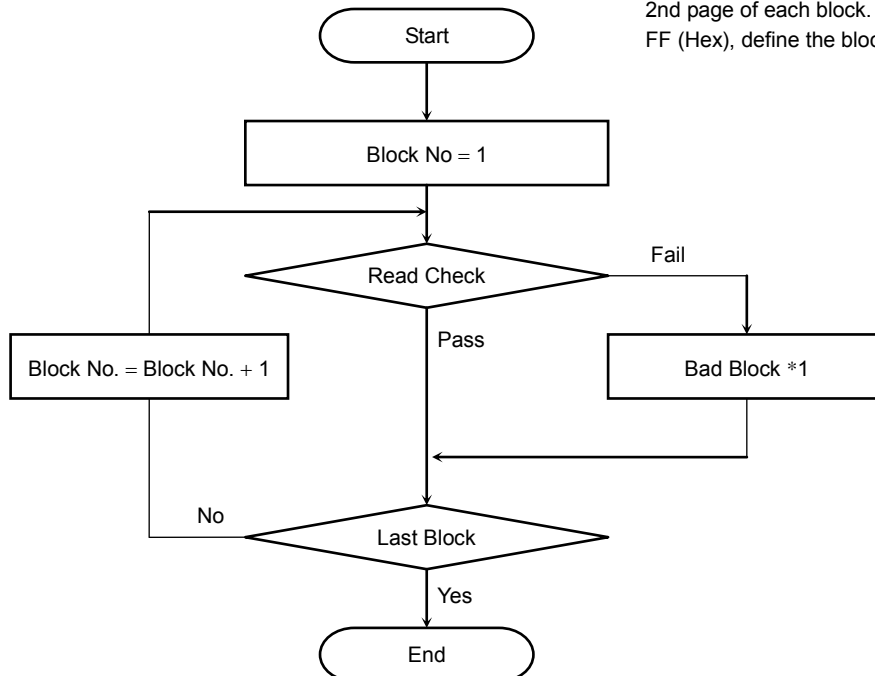 2nd page of each block.
FF (Hex), define the bloc
Start
Block No = 1
Read Check
Fail
Pass
Block No. = Block No. + 1
Bad Block *1
No
Last Block
Yes
End